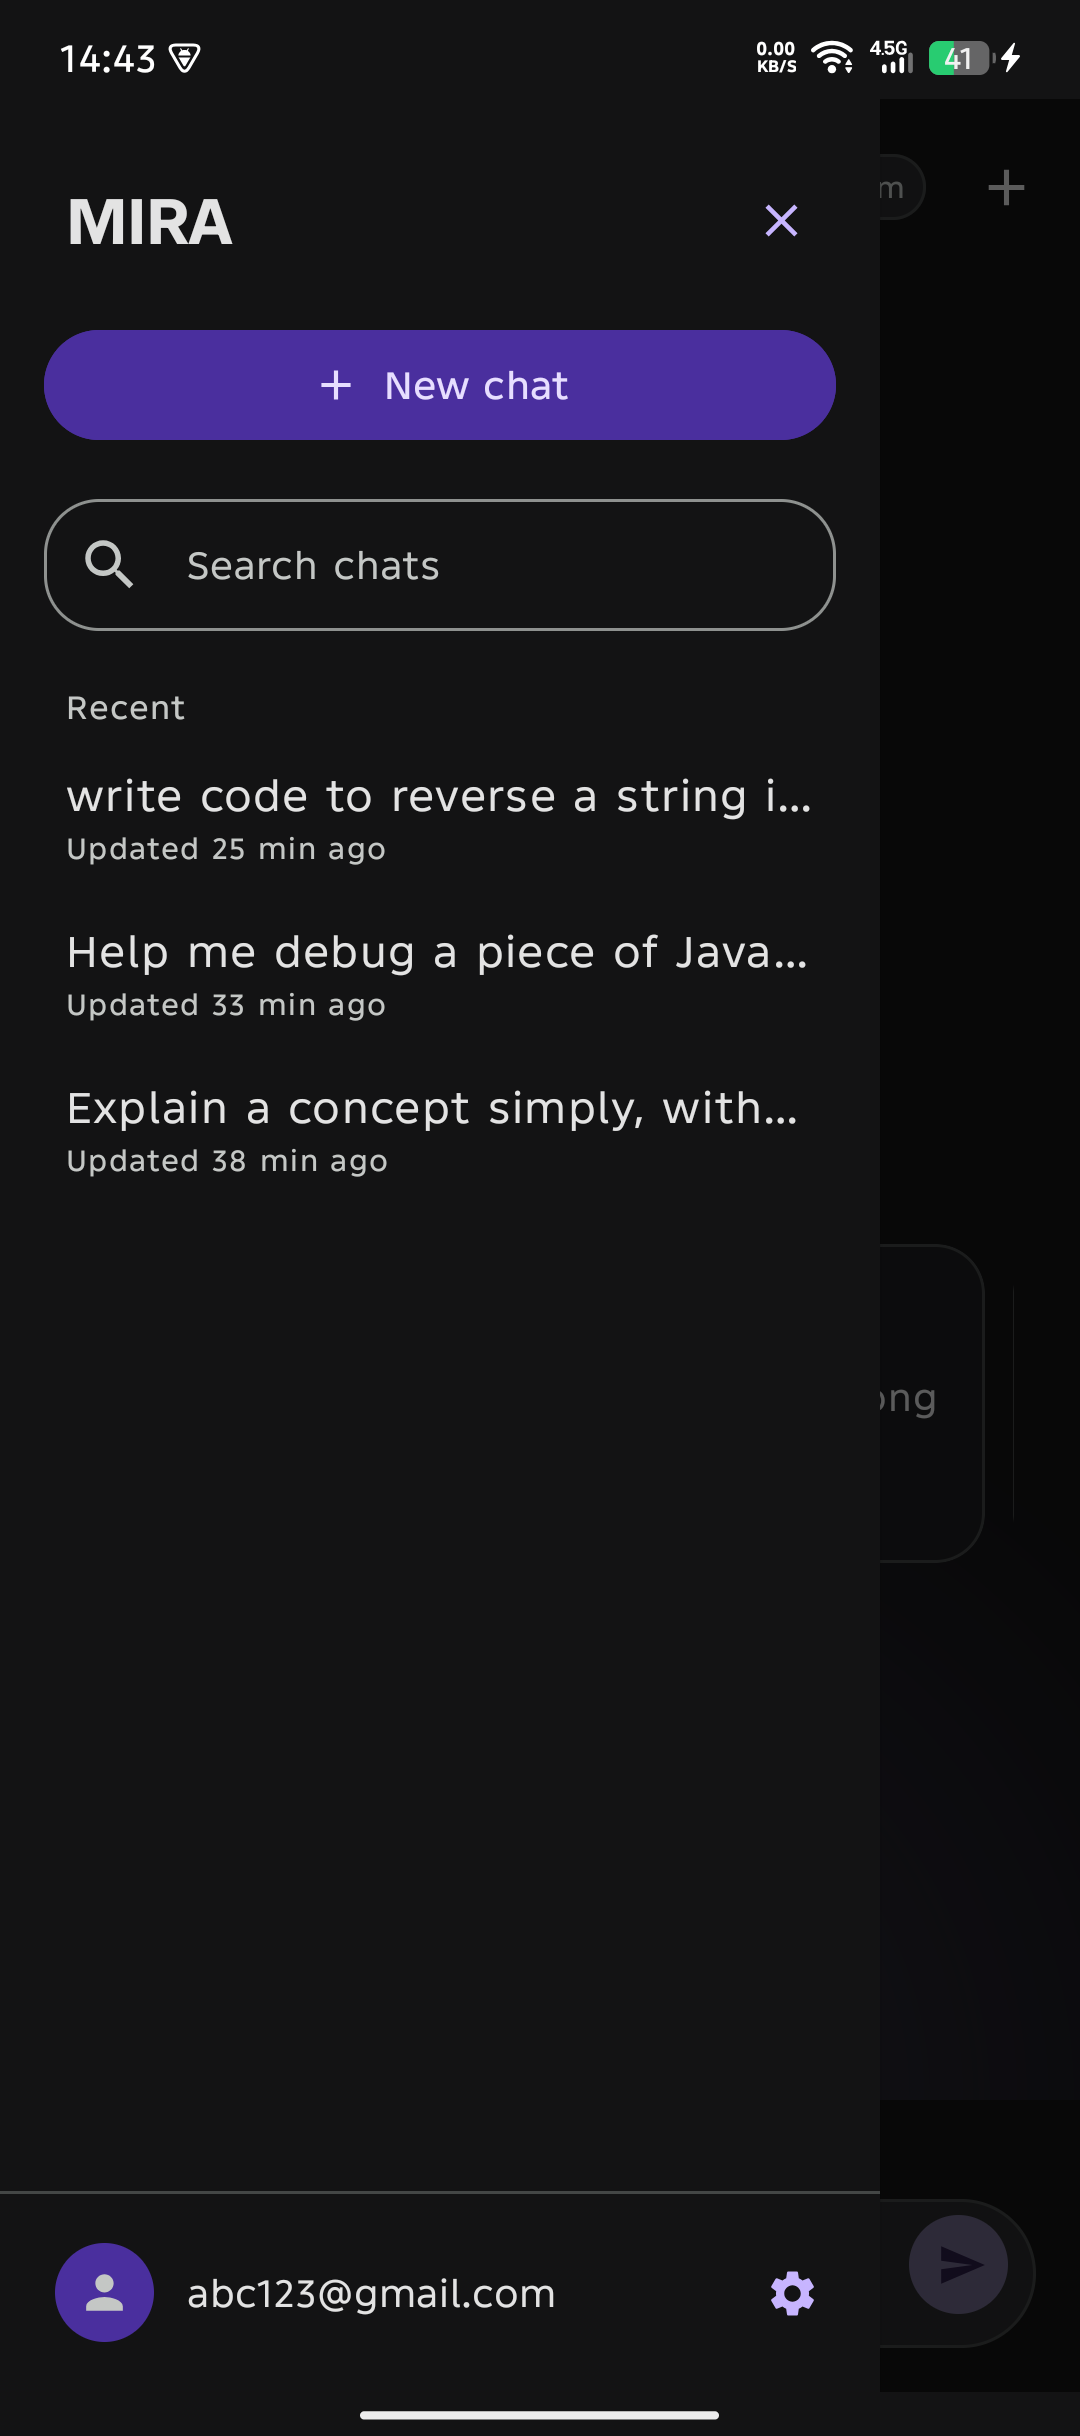 14:43
0.00
KB/S
4.5G
41
MIRA
New chat
Search chats
Recent
write code to reverse a string i...
Updated 25 min ago
Help me debug a piece of Java...
Updated 33 min ago
Explain a concept simply, with...
Updated 38 min ago
m
ong
abc123@gmail.com